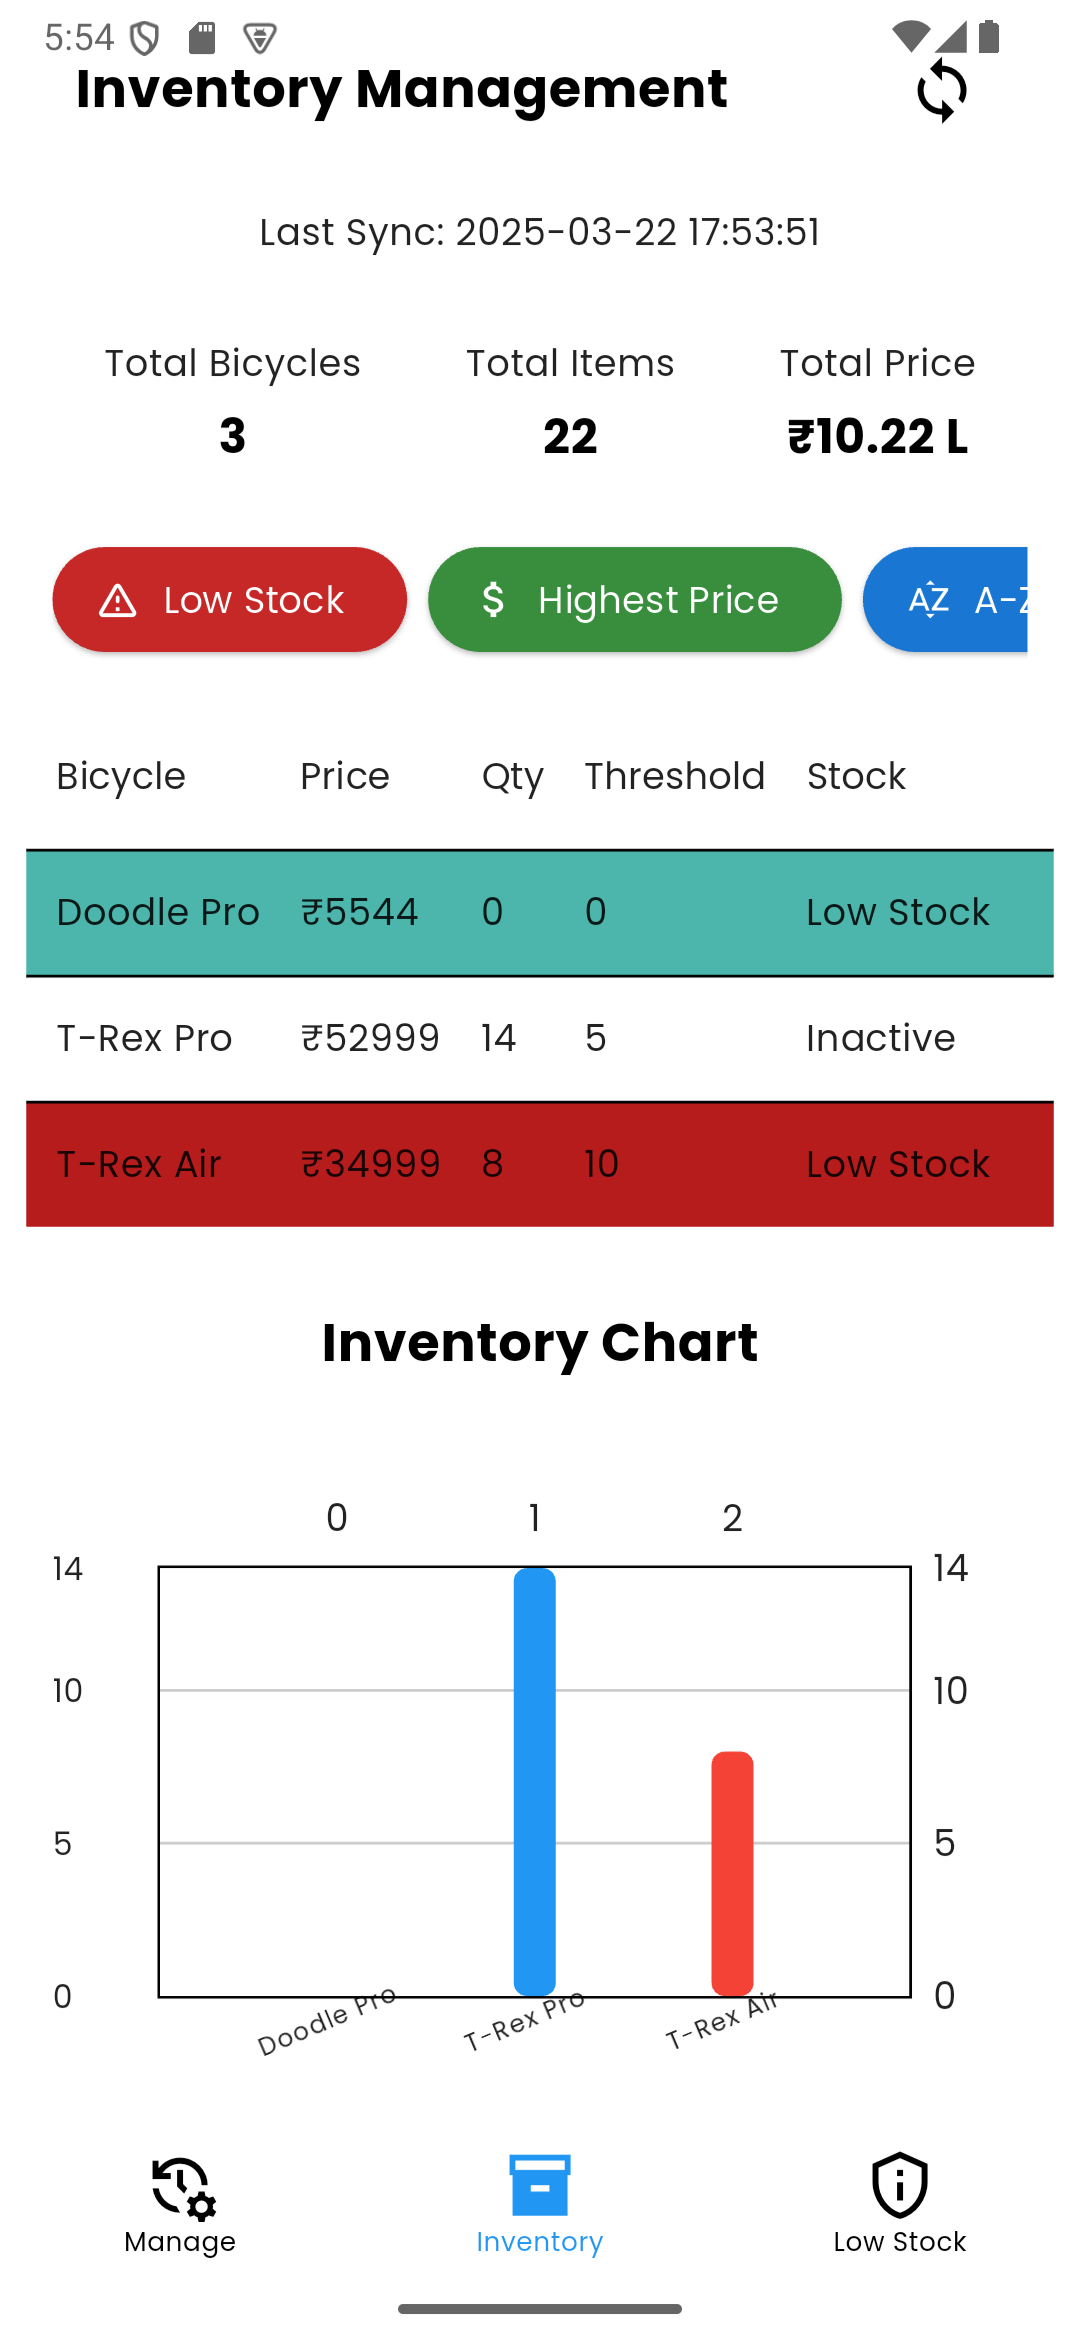 5:54
Inventory Management
Last Sync: 2025-03-22 17:53:51
Total Bicycles Total Items Total Price
3 22 ₹10.22 L
Low Stock $ Highest Price AZ A-Z
Bicycle Price Qty Threshold Stock
Doodle Pro ₹5544 0 0 Low Stock
T-Rex Pro ₹52999 14 5 Inactive
T-Rex Air ₹34999 8 10 Low Stock
Inventory Chart
0 1 2
14 14
10 10
5 5
0 0
Doodle Pro T-Rex Pro T-Rex Air
Manage Inventory Low Stock